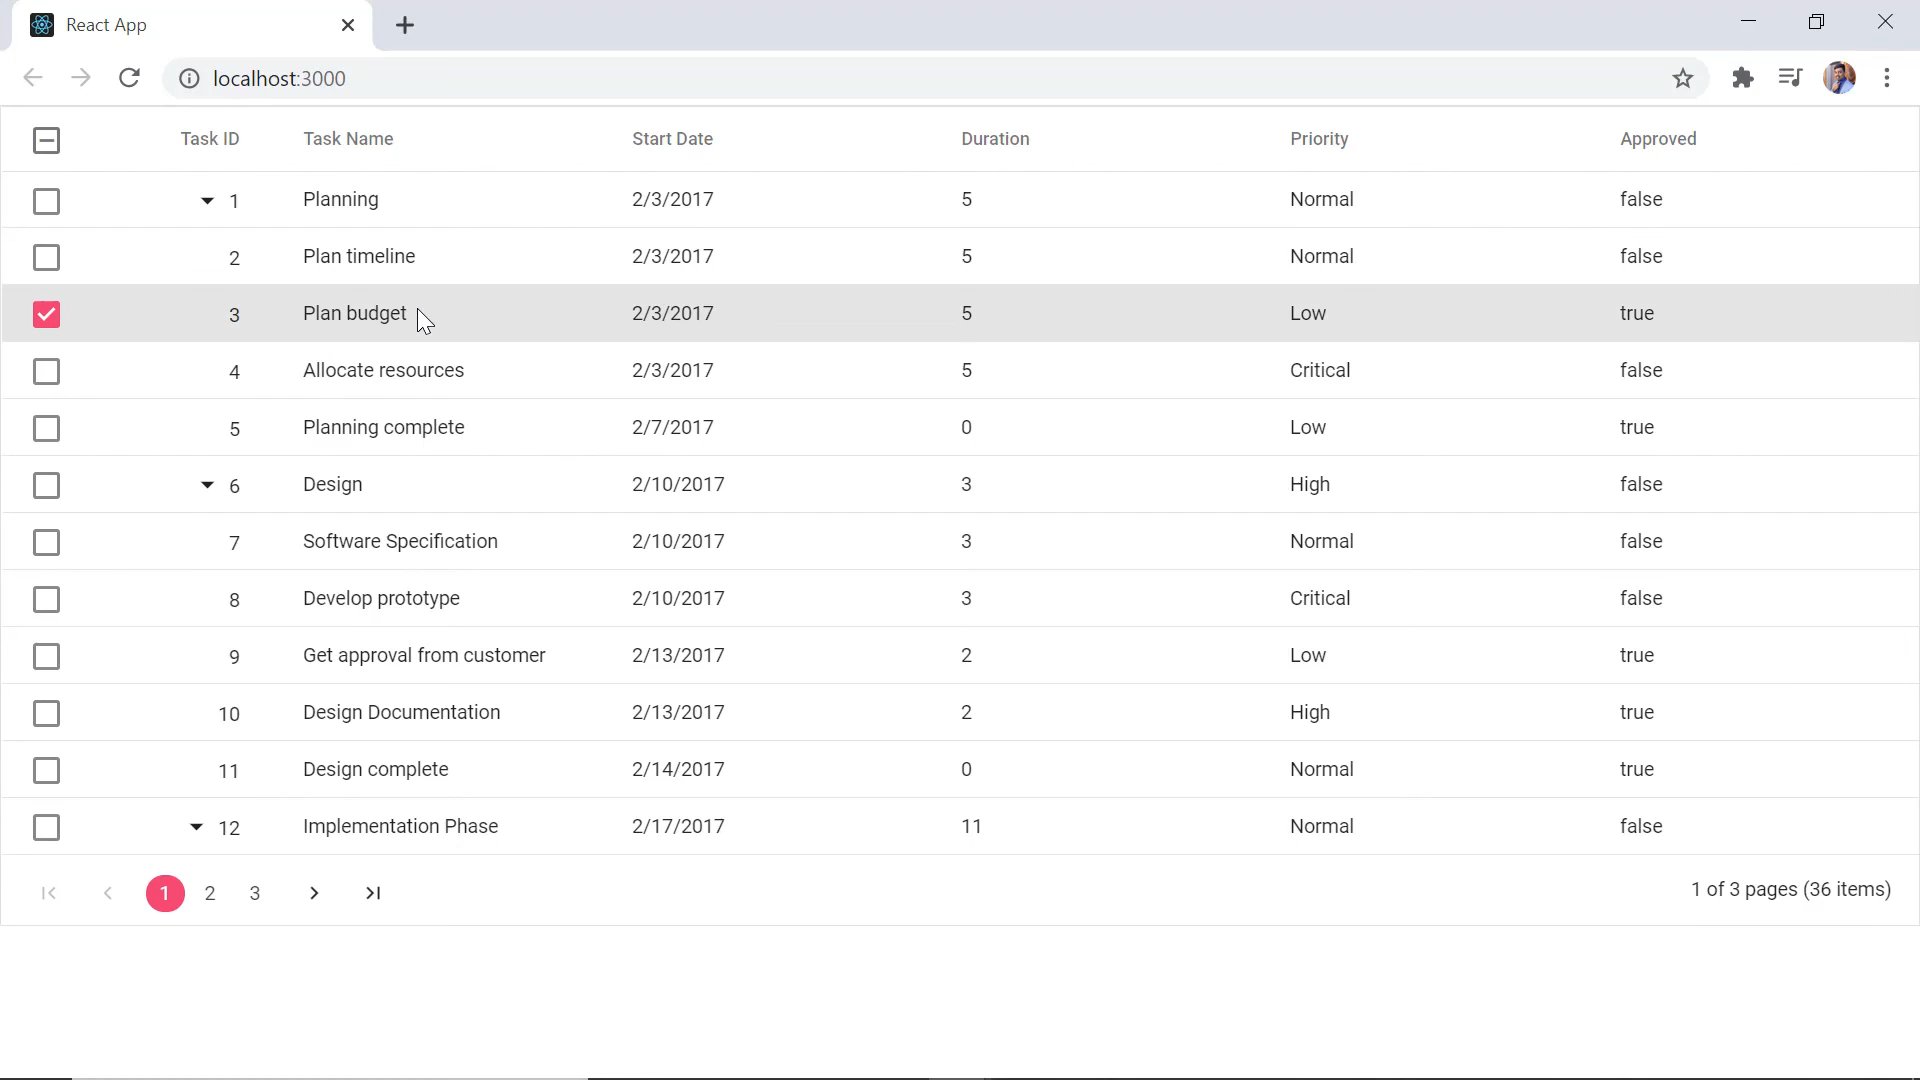 React App
localhost:3000
Task ID Task Name Start Date Duration Priority Approved
1 Planning 2/3/2017 5 Normal false
2 Plan timeline 2/3/2017 5 Normal false
3 Plan budget 2/3/2017 5 Low true
4 Allocate resources 2/3/2017 5 Critical false
5 Planning complete 2/7/2017 0 Low true
6 Design 2/10/2017 3 High false
7 Software Specification 2/10/2017 3 Normal false
8 Develop prototype 2/10/2017 3 Critical false
9 Get approval from customer 2/13/2017 2 Low true
10 Design Documentation 2/13/2017 2 High true
11 Design complete 2/14/2017 0 Normal true
12 Implementation Phase 2/17/2017 11 Normal false
1 2 3 1 of 3 pages (36 items)